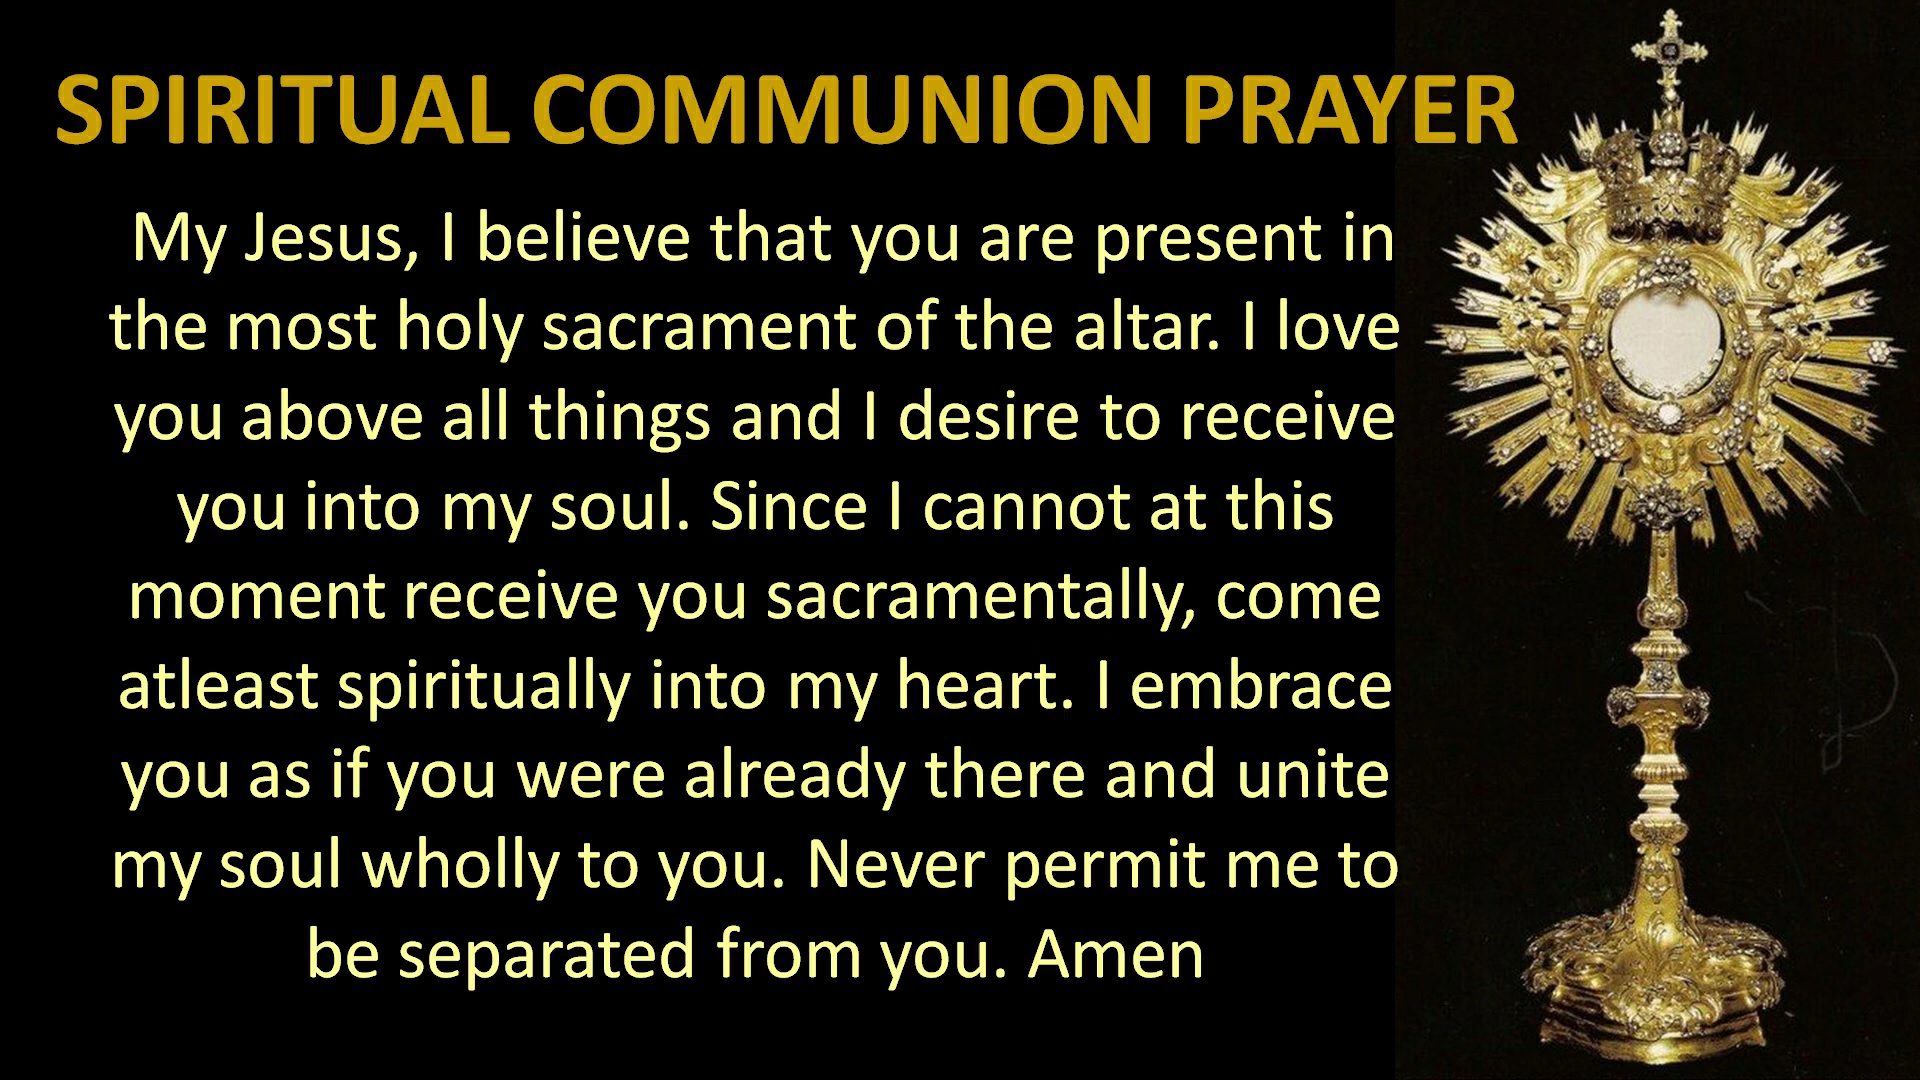 SPIRITUAL COMMUNION PRAYER
My Jesus, I believe that you are present in
the most holy sacrament of the altar. I love
you above all things and I desire to receive
you into my soul. Since I cannot at this
moment receive you sacramentally, come
atleast spiritually into my heart. I embrace
you as if you were already there and unite
my soul wholly to you. Never permit me to
be separated from you. Amen